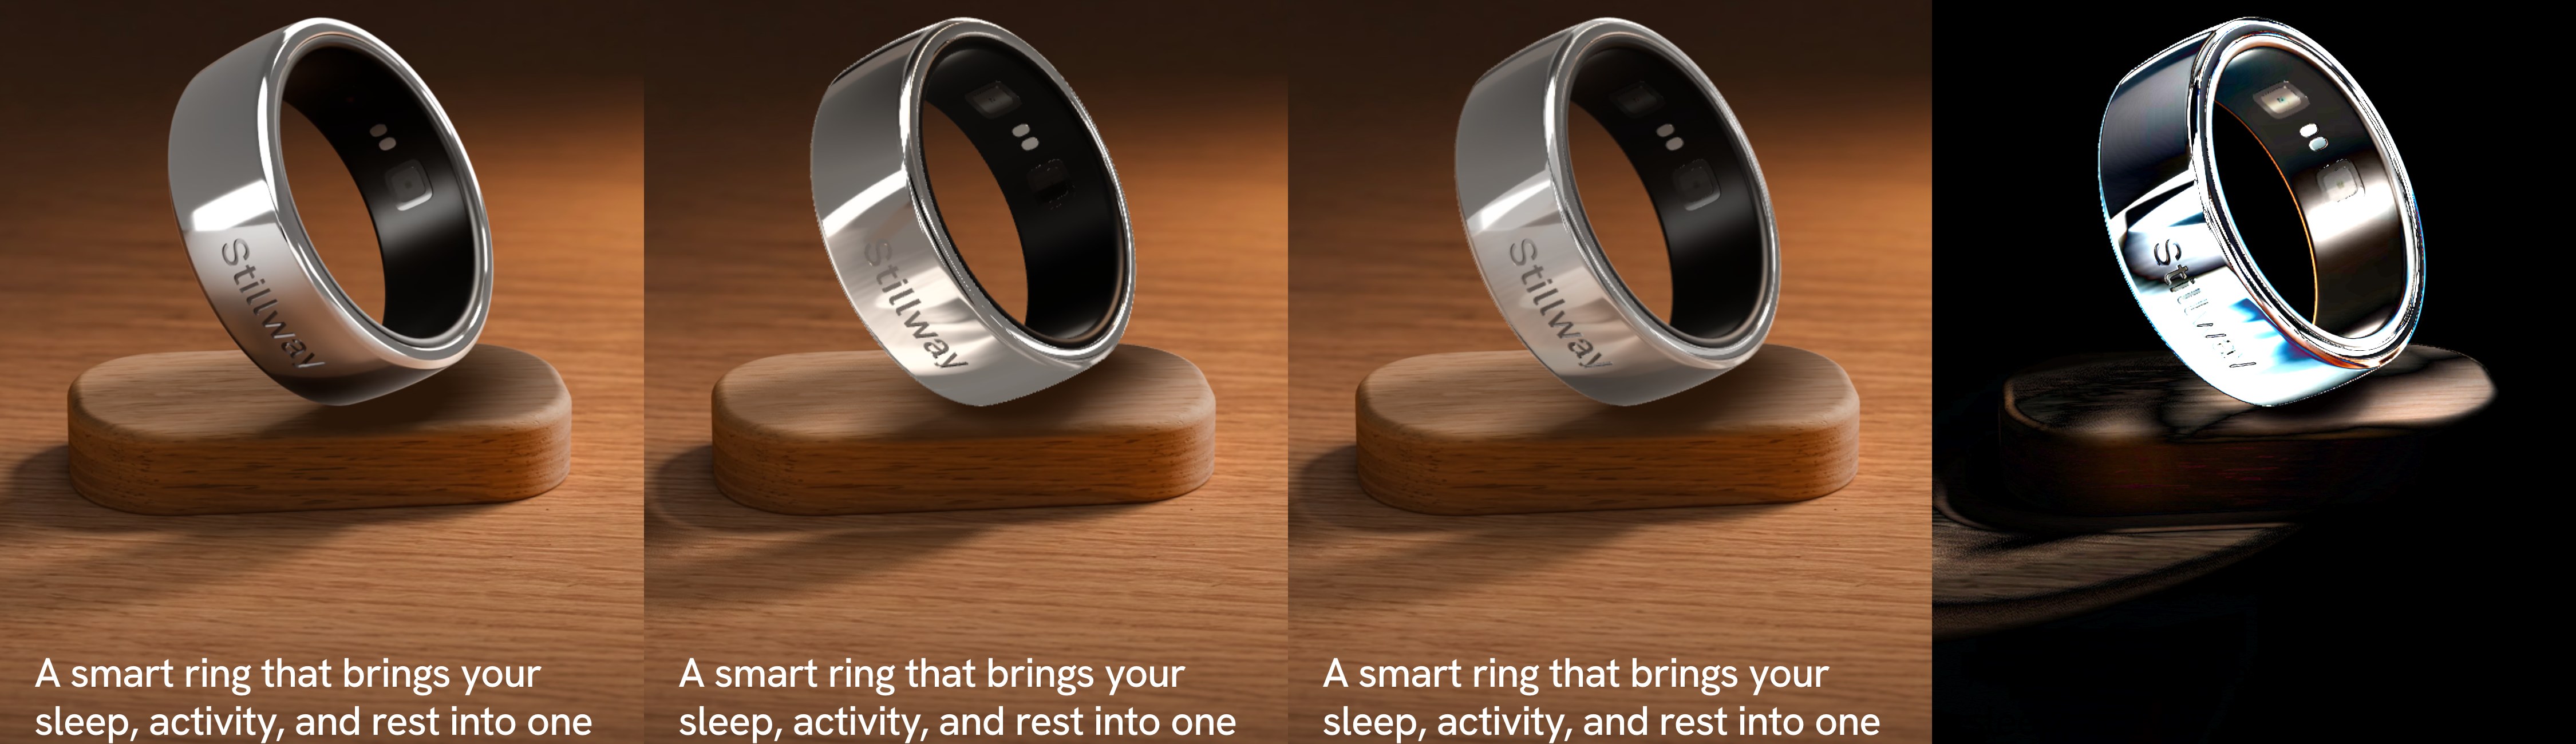 Stillway
Stillway
Stillway
Stillway
A smart ring that brings your
sleep, activity, and rest into one
A smart ring that brings your
sleep, activity, and rest into one
A smart ring that brings your
sleep, activity, and rest into one